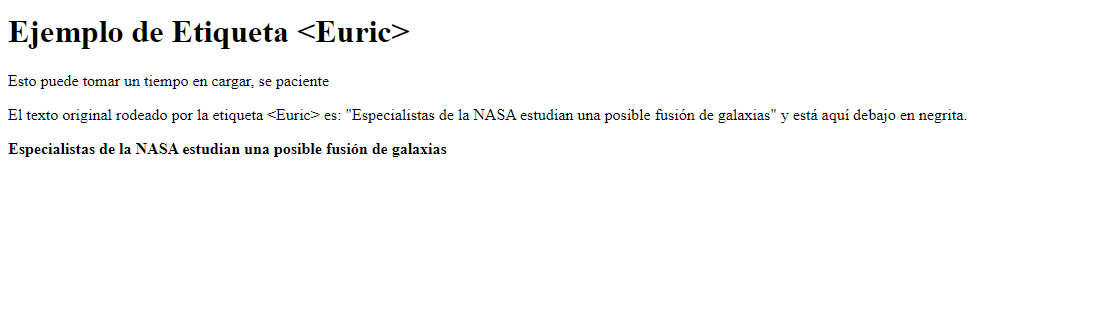 Ejemplo de Etiqueta <Euric>
Esto puede tomar un tiempo en cargar, se paciente
El texto original rodeado por la etiqueta <Euric> es: "Especialistas de la NASA estudian una posible fusión de galaxias" y está aquí debajo en negrita.
Especialistas de la NASA estudian una posible fusión de galaxias